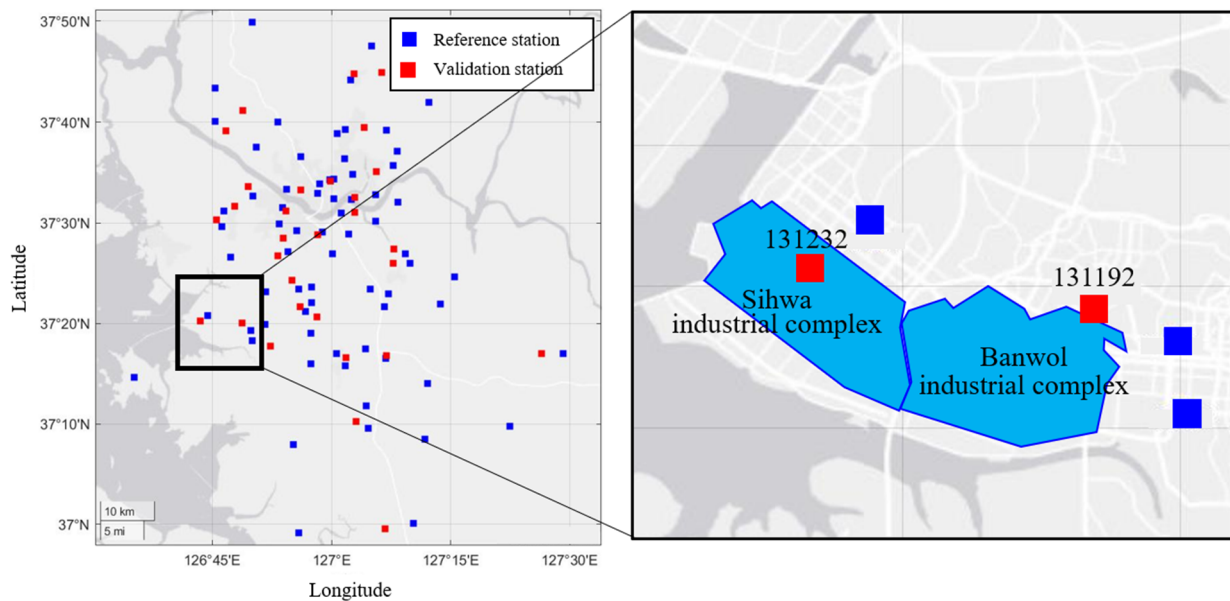 37°50'N
37°40'N
37°30'N
37°20'N
37°10'N
37°N
Latitude
Reference station
Validation station
10 km
5 mi
126°45'E
127°E
127°15'E
127°30'E
Longitude
131232
Sihwa
industrial complex
131192
Banwol
industrial complex